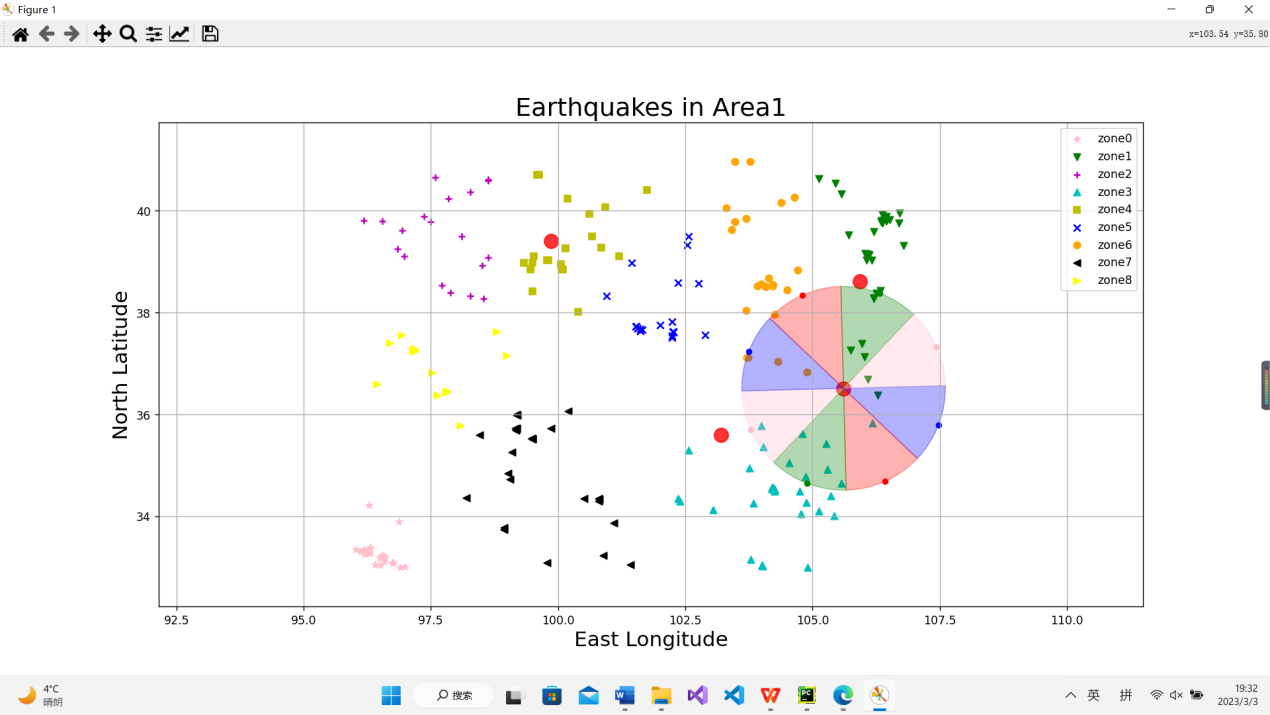 Figure 1
x=103.54 y=35.80
Earthquakes in Area1
zone0
zone1
zone2
zone3
zone4
zone5
zone6
zone7
zone8
North Latitude
40
38
36
34
92.5 95.0 97.5 100.0 102.5 105.0 107.5 110.0
East Longitude
4°C
晴朗
搜索
英 拼
19:32
2023/3/3